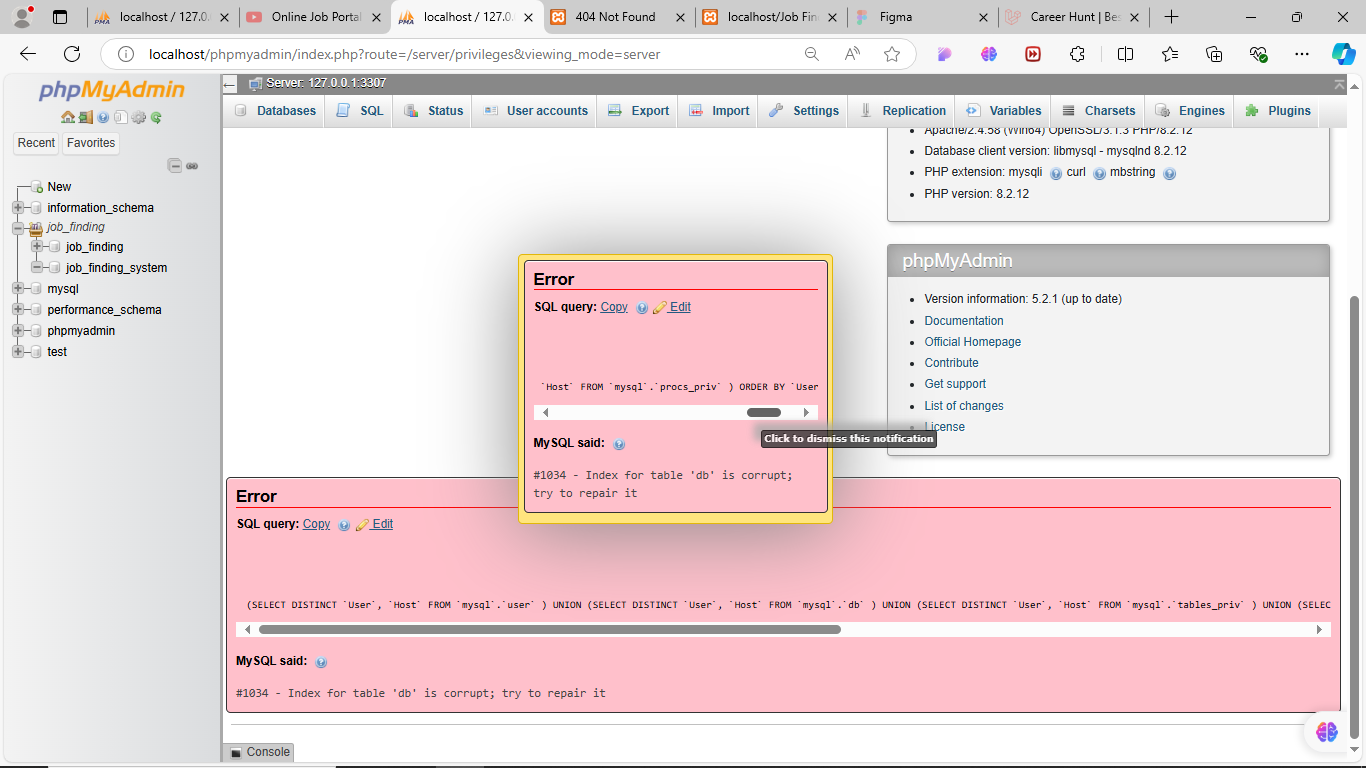 localhost / 127.0.
Online Job Portal
localhost / 127.0.
404 Not Found
localhost/Job Fin
Figma
Career Hunt | Bes
localhost/phpmyadmin/index.php?route=/server/privileges&viewing_mode=server
phpMyAdmin
Recent
Favorites
New
information_schema
job_finding
job_finding
job_finding_system
mysql
performance_schema
phpmyadmin
test
Server: 127.0.0.1:3307
Databases
SQL
Status
User accounts
Export
Import
Settings
Replication
Variables
Charsets
Engines
Plugins
Apache/2.4.58 (Win64) OpenSSL/3.1.3 PHP/8.2.12
Database client version: libmysql - mysqlnd 8.2.12
PHP extension: mysqli curl mbstring
PHP version: 8.2.12
phpMyAdmin
Version information: 5.2.1 (up to date)
Documentation
Official Homepage
Contribute
Get support
List of changes
License
Error
SQL query: Copy Edit
`Host` FROM `mysql`.`procs_priv` ) ORDER BY `User
MySQL said:
Click to dismiss this notification
#1034 - Index for table 'db' is corrupt;
try to repair it
Error
SQL query: Copy Edit
(SELECT DISTINCT `User`, `Host` FROM `mysql`.`user` ) UNION (SELECT DISTINCT `User`, `Host` FROM `mysql`.`db` ) UNION (SELECT DISTINCT `User`, `Host` FROM `mysql`.`tables_priv` ) UNION (SELEC
MySQL said:
#1034 - Index for table 'db' is corrupt; try to repair it
Console